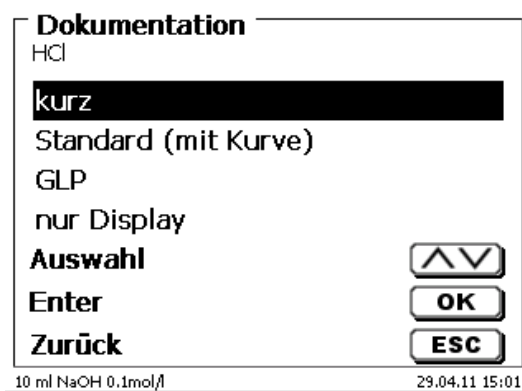 Dokumentation
HCl
kurz
Standard (mit Kurve)
GLP
nur Display
Auswahl
Enter OK
Zurück ESC
10 ml NaOH 0.1mol/l 29.04.11 15:01